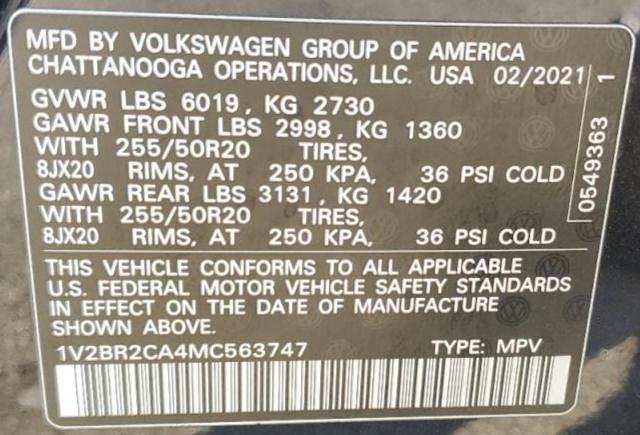 MFD BY VOLKSWAGEN GROUP OF AMERICA
CHATTANOOGA OPERATIONS, LLC. USA 02/2021
GVWR LBS 6019, KG 2730
GAWR FRONT LBS 2998, KG 1360
WITH 255/50R20 TIRES,
8JX20 RIMS, AT 250 KPA, 36 PSI COLD
GAWR REAR LBS 3131, KG 1420
WITH 255/50R20 TIRES,
8JX20 RIMS, AT 250 KPA, 36 PSI COLD
0549363 1
THIS VEHICLE CONFORMS TO ALL APPLICABLE
U.S. FEDERAL MOTOR VEHICLE SAFETY STANDARDS
IN EFFECT ON THE DATE OF MANUFACTURE
SHOWN ABOVE.
1V2BR2CA4MC563747 TYPE: MPV